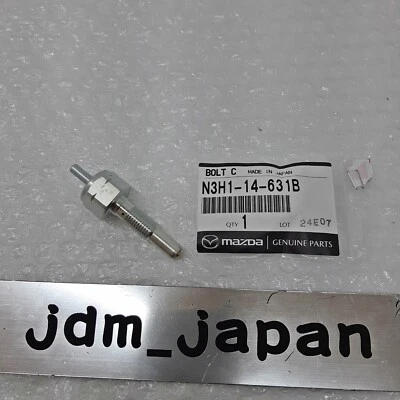 BOLT C MADE IN JAPAN
N3H1-14-631B
QTY 1 LOT 24E07
mazda GENUINE PARTS
jdm_japan